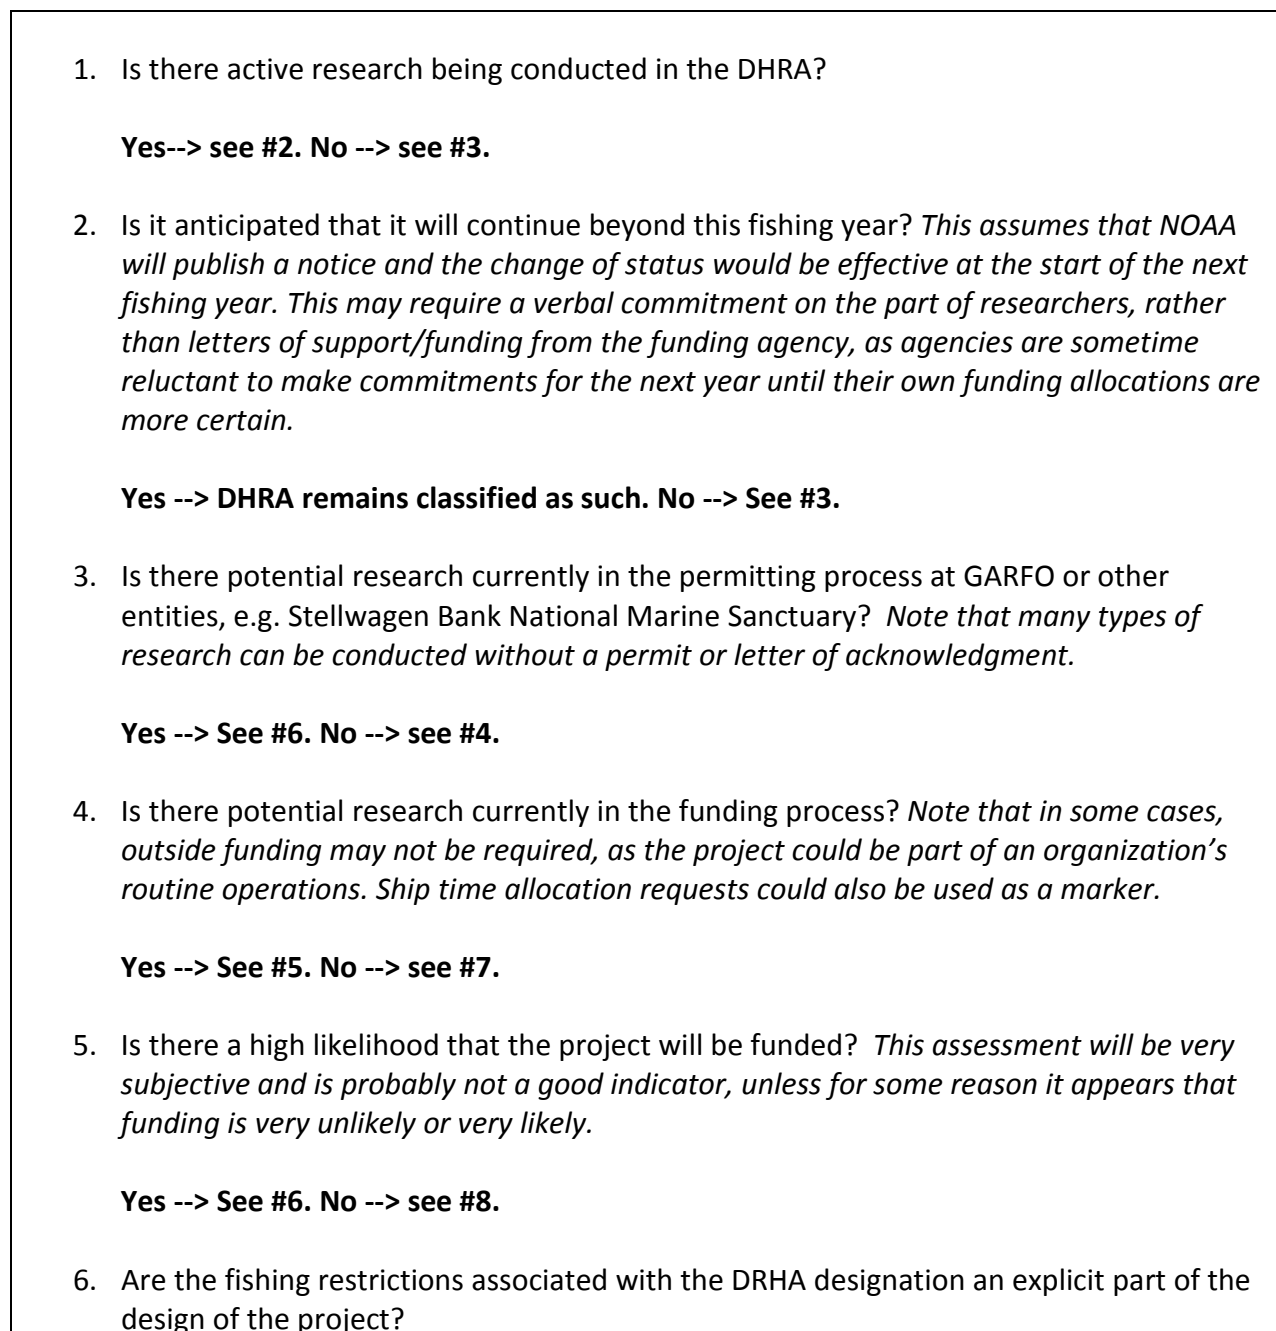 1. Is there active research being conducted in the DHRA?
Yes--> see #2. No --> see #3.
2. Is it anticipated that it will continue beyond this fishing year? This assumes that NOAA
will publish a notice and the change of status would be effective at the start of the next
fishing year. This may require a verbal commitment on the part of researchers, rather
than letters of support/funding from the funding agency, as agencies are sometime
reluctant to make commitments for the next year until their own funding allocations are
more certain.
Yes --> DHRA remains classified as such. No --> See #3.
3. Is there potential research currently in the permitting process at GARFO or other
entities, e.g. Stellwagen Bank National Marine Sanctuary? Note that many types of
research can be conducted without a permit or letter of acknowledgment.
Yes --> See #6. No --> see #4.
4. Is there potential research currently in the funding process? Note that in some cases,
outside funding may not be required, as the project could be part of an organization’s
routine operations. Ship time allocation requests could also be used as a marker.
Yes --> See #5. No --> see #7.
5. Is there a high likelihood that the project will be funded? This assessment will be very
subjective and is probably not a good indicator, unless for some reason it appears that
funding is very unlikely or very likely.
Yes --> See #6. No --> see #8.
6. Are the fishing restrictions associated with the DRHA designation an explicit part of the
design of the project?